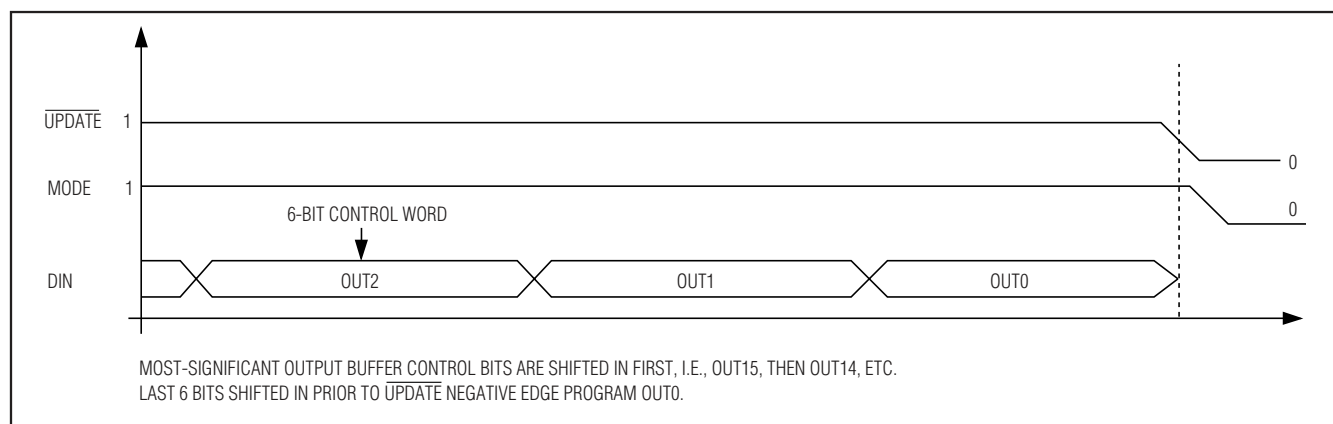 UPDATE 1
0
MODE 1
0
6-BIT CONTROL WORD
DIN OUT2 OUT1 OUT0
MOST-SIGNIFICANT OUTPUT BUFFER CONTROL BITS ARE SHIFTED IN FIRST, I.E., OUT15, THEN OUT14, ETC.
LAST 6 BITS SHIFTED IN PRIOR TO UPDATE NEGATIVE EDGE PROGRAM OUT0.